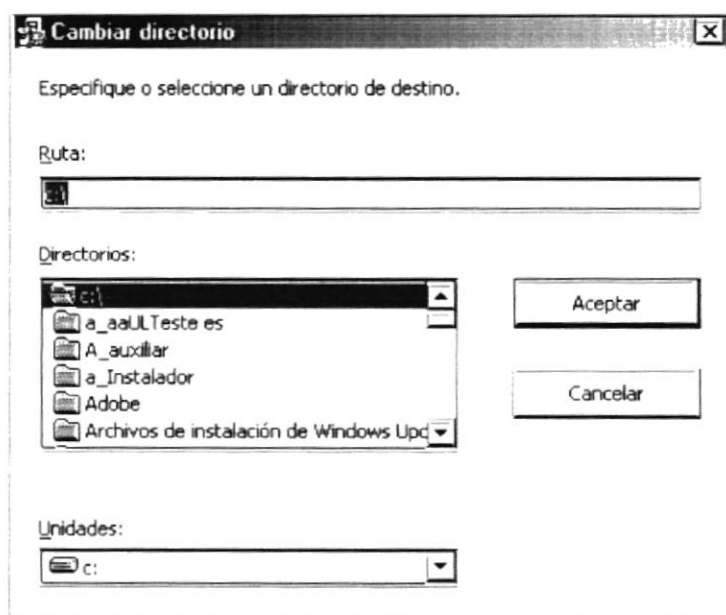 Cambiar directorio
Especifique o seleccione un directorio de destino.
Ruta:
c:\
Directorios:
c:\
a_aaULTeste es
A_auxiliar
a_Instalador
Adobe
Archivos de instalación de Windows Upd
Aceptar
Cancelar
Unidades:
c: